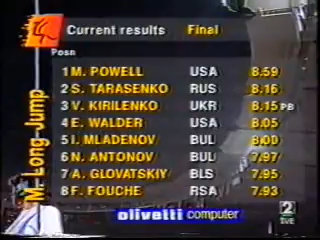 Current results Final
Posn
M. Long Jump
1 M. POWELL USA 8.59
2 S. TARASENKO RUS 8.16
3 V. KIRILENKO UKR 8.15 PB
4 E. WALDER USA 8.05
5 I. MLADENOV BUL 8.00
6 N. ANTONOV BUL 7.97
7 A. GLOVATSKIY BLS 7.95
8 F. FOUCHE RSA 7.93
olivetti computer
2
TVE